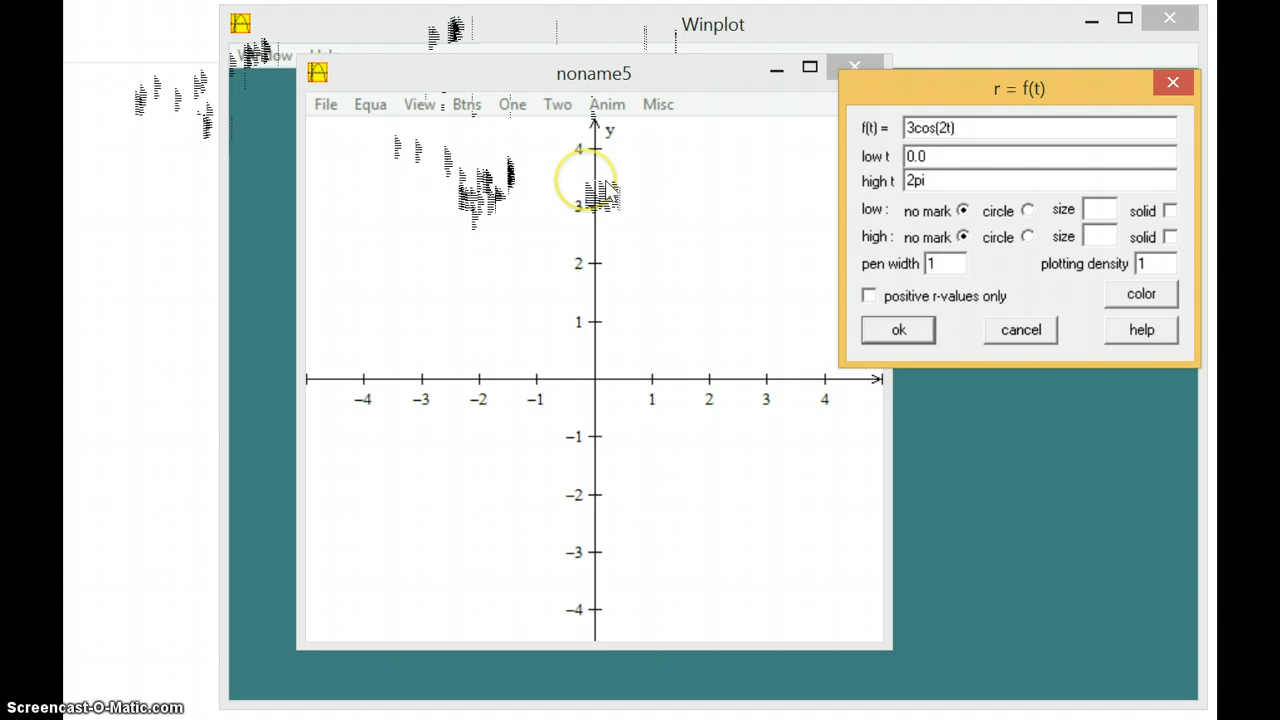 Winplot
Window Help
noneme5
File Equa View Btns One Two Anim Misc
r = f(t)
f(t) = 3cos(2t)
low t 0.0
high t 2pi
low : no mark circle size solid
high : no mark circle size solid
pen width 1 plotting density 1
positive r-values only color
ok cancel help
y
4
3
2
1
–4 –3 –2 –1 1 2 3 4
–1
–2
–3
–4
Screencast-O-Matic.com